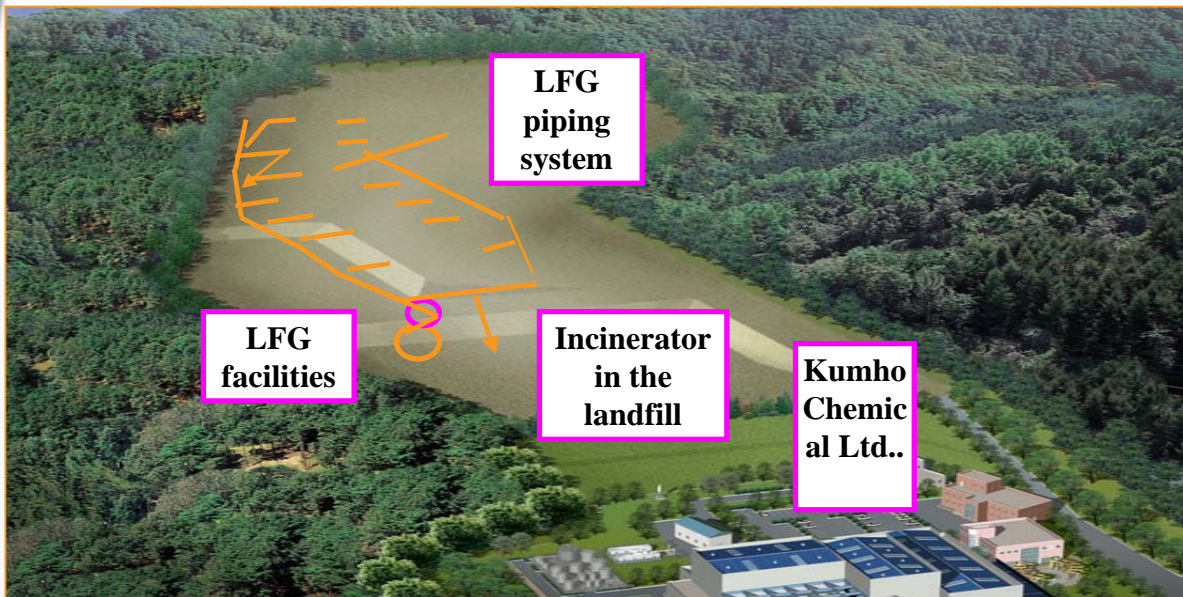 LFG
piping
system
LFG
facilities
Incinerator
in the
landfill
Kumho
Chemic
al Ltd..